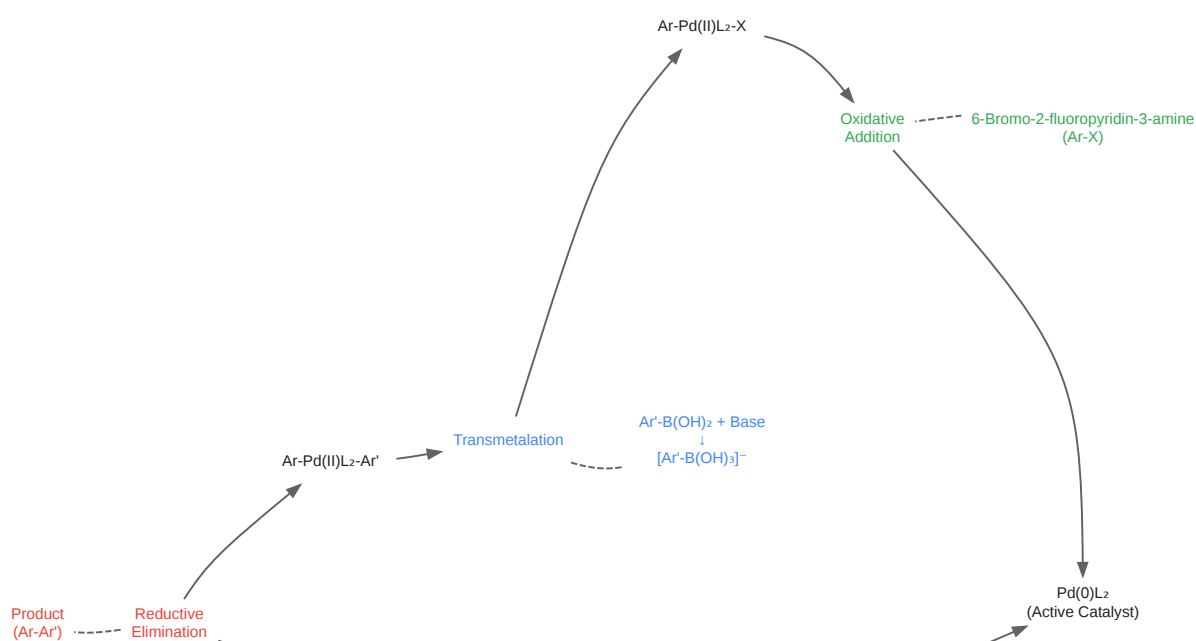 Ar-Pd(II)L₂-X
Oxidative
Addition
6-Bromo-2-fluoropyridin-3-amine
(Ar-X)
Ar'-B(OH)₂ + Base
↓
[Ar'-B(OH)₃]⁻
Transmetalation
Ar-Pd(II)L₂-Ar'
Pd(0)L₂
(Active Catalyst)
Product
(Ar-Ar')
Reductive
Elimination